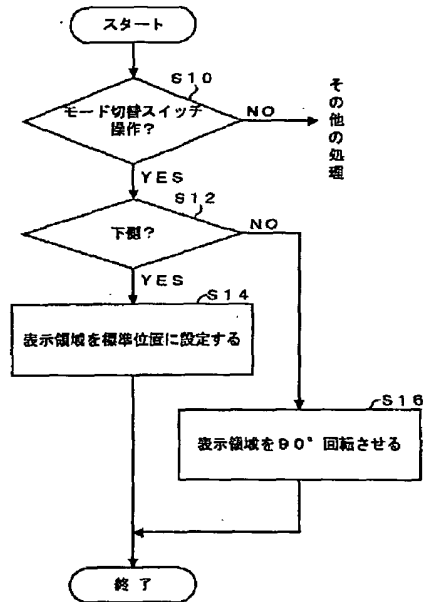 スタート
S10
モード切替スイッチ
操作?
NO
その他の処理
YES
S12
下側?
NO
YES
S14
表示領域を標準位置に設定する
S16
表示領域を90°回転させる
終了